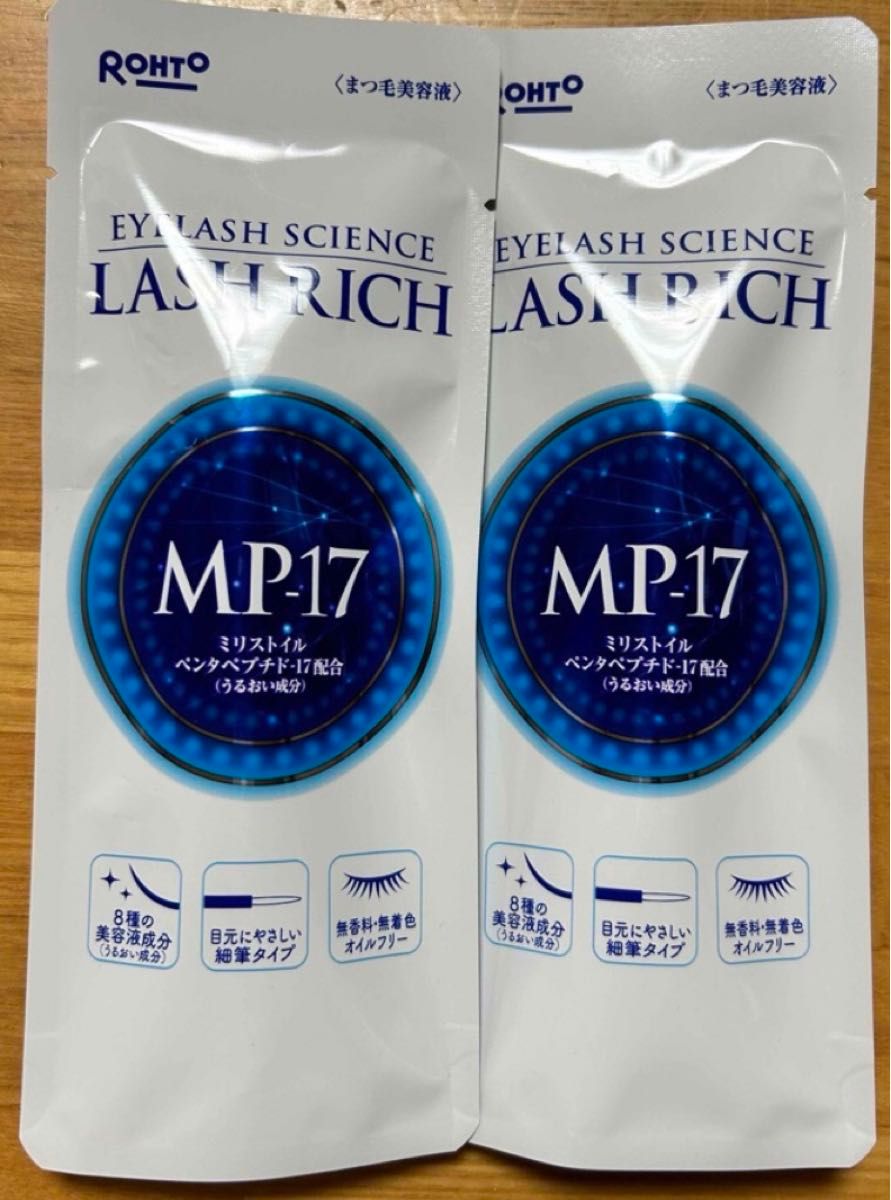 ROHTO
〈まつ毛美容液〉
EYELASH SCIENCE
LASH RICH
MP-17
ミリストイル
ペンタペプチド-17配合
(うるおい成分)
8種の
美容液成分
(うるおい成分)
目元にやさしい
細筆タイプ
無香料・無着色
オイルフリー
OHTO
〈まつ毛美容液〉
EYELASH SCIENCE
LASH RICH
MP-17
ミリストイル
ペンタペプチド-17配合
(うるおい成分)
8種の
美容液成分
(うるおい成分)
目元にやさしい
細筆タイプ
無香料・無着色
オイルフリー